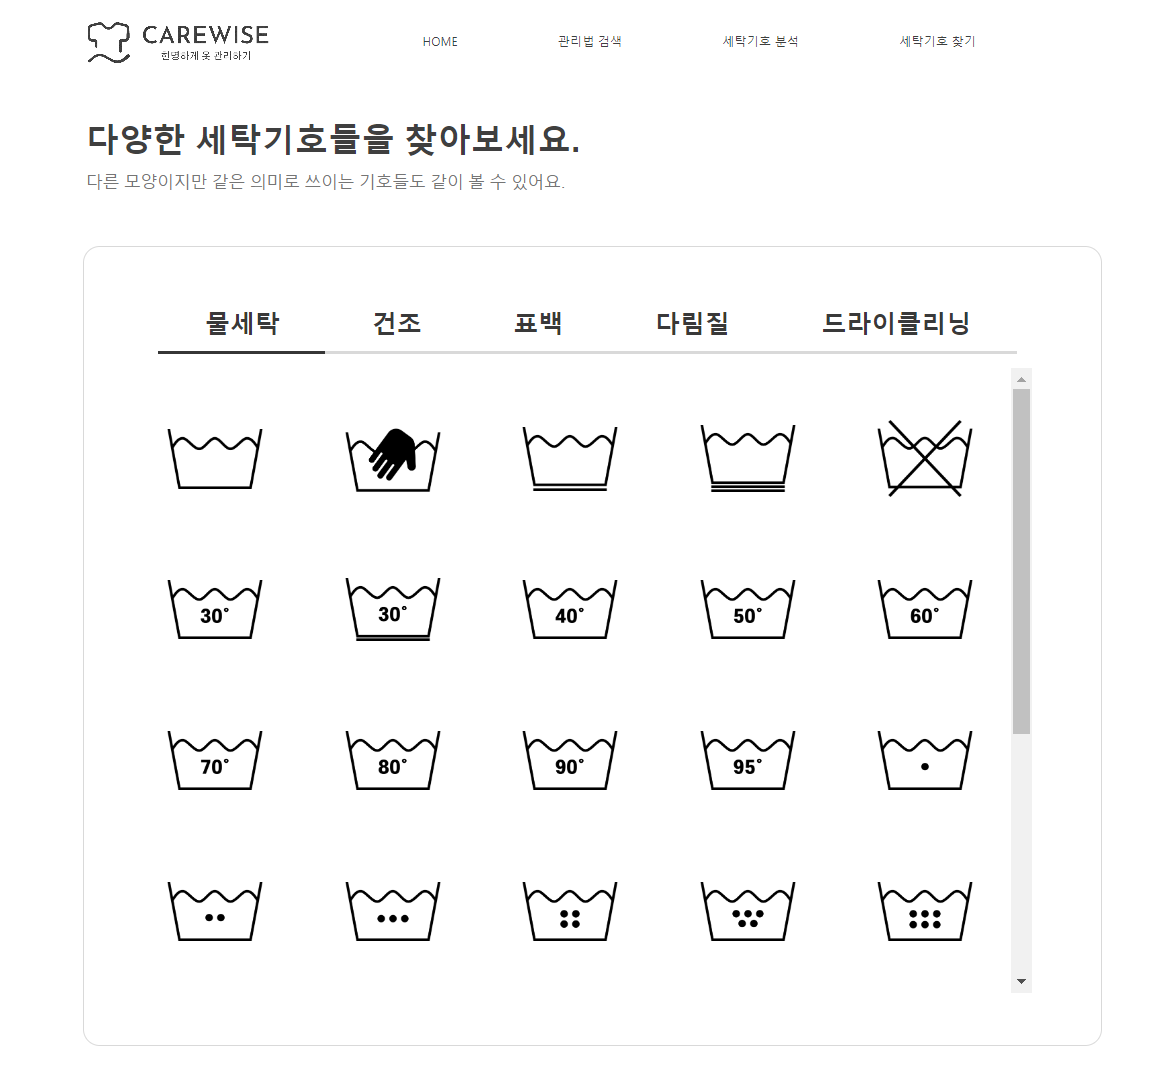 CAREWISE
현명하게 옷 관리하기
HOME 관리법 검색 세탁기호 분석 세탁기호 찾기
다양한 세탁기호들을 찾아보세요.
다른 모양이지만 같은 의미로 쓰이는 기호들도 같이 볼 수 있어요.
물세탁 건조 표백 다림질 드라이클리닝
30° 30° 40° 50° 60°
70° 80° 90° 95°